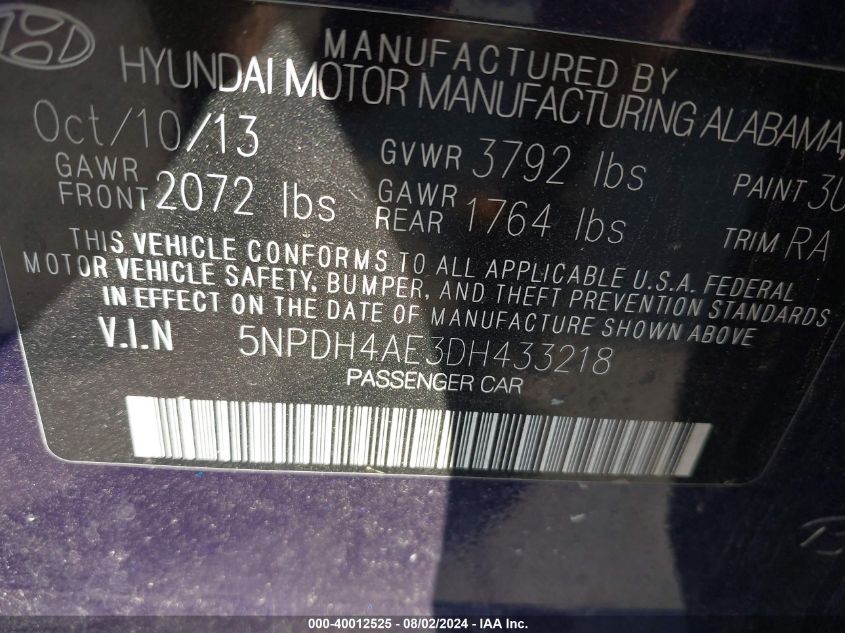 MANUFACTURED BY
HYUNDAI MOTOR MANUFACTURING ALABAMA,
Oct/10/13
GVWR 3792 lbs
PAINT 3U
GAWR FRONT 2072 lbs
GAWR REAR 1764 lbs
TRIM RA
THIS VEHICLE CONFORMS TO ALL APPLICABLE U.S.A. FEDERAL
MOTOR VEHICLE SAFETY, BUMPER, AND THEFT PREVENTION STANDARDS
IN EFFECT ON THE DATE OF MANUFACTURE SHOWN ABOVE
V.I.N 5NPDH4AE3DH433218
PASSENGER CAR
000-40012525 - 08/02/2024 - IAA Inc.